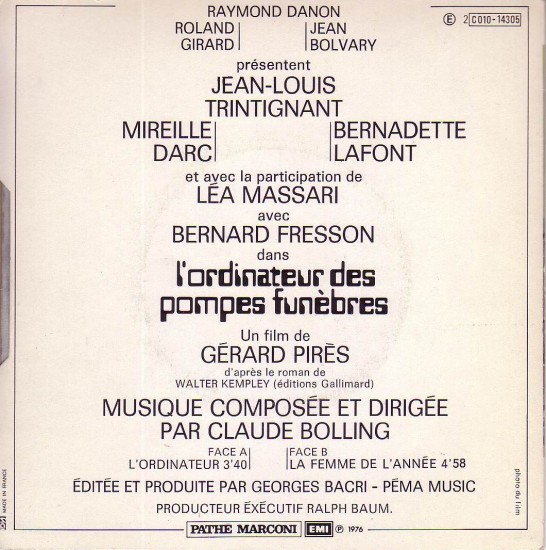 RAYMOND DANON
Ⓔ 2 C010-14305
ROLAND JEAN
GIRARD BOLVARY
présentent
JEAN-LOUIS
TRINTIGNANT
MIREILLE BERNADETTE
DARC LAFONT
et avec la participation de
LÉA MASSARI
avec
BERNARD FRESSON
dans
l'ordinateur des
pompes funèbres
Un film de
GÉRARD PIRÈS
d'après le roman de
WALTER KEMPLEY (éditions Gallimard)
MUSIQUE COMPOSÉE ET DIRIGÉE
PAR CLAUDE BOLLING
FACE A FACE B
L'ORDINATEUR 3'40 LA FEMME DE L'ANNÉE 4'58
ÉDITÉE ET PRODUITE PAR GEORGES BACRI - PÉMA MUSIC
PRODUCTEUR ÉXÉCUTIF RALPH BAUM.
PATHE MARCONI EMI Ⓟ 1976
MADE IN FRANCE
photo du film